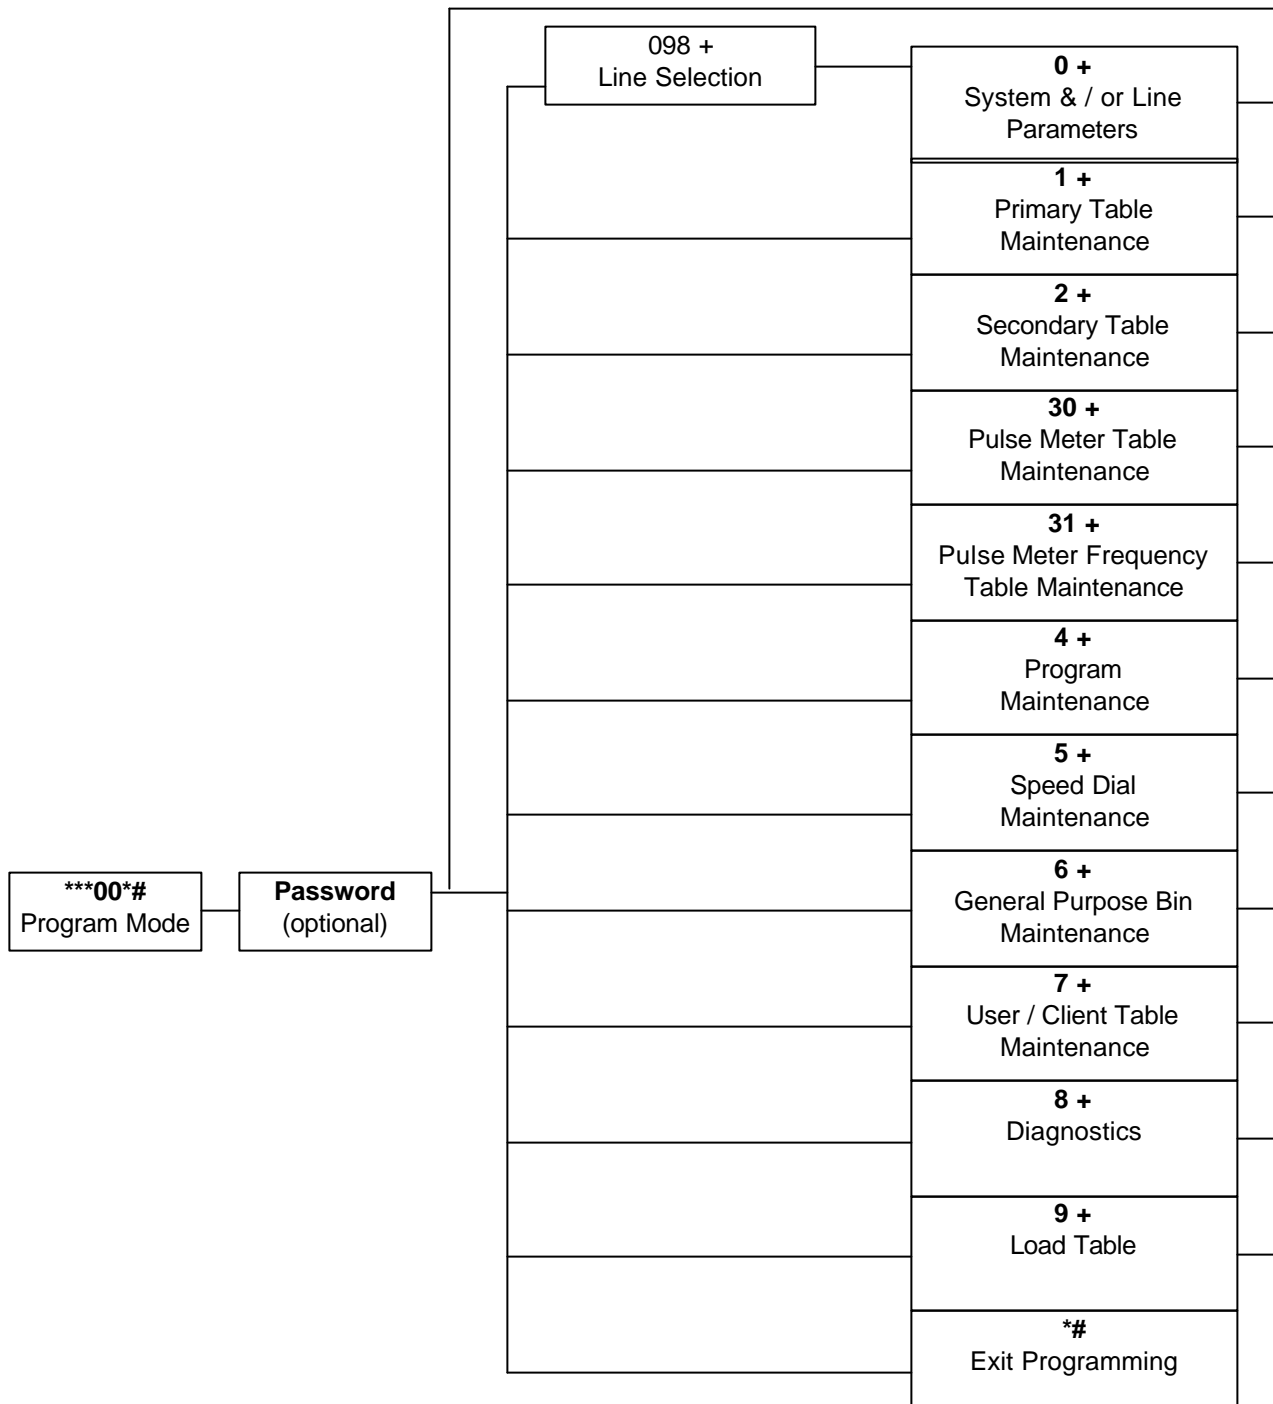 098 +
Line Selection
0 +
System & / or Line
Parameters
1 +
Primary Table
Maintenance
2 +
Secondary Table
Maintenance
30 +
Pulse Meter Table
Maintenance
31 +
Pulse Meter Frequency
Table Maintenance
4 +
Program
Maintenance
5 +
Speed Dial
Maintenance
***00*#
Program Mode
Password
(optional)
6 +
General Purpose Bin
Maintenance
7 +
User / Client Table
Maintenance
8 +
Diagnostics
9 +
Load Table
*#
Exit Programming